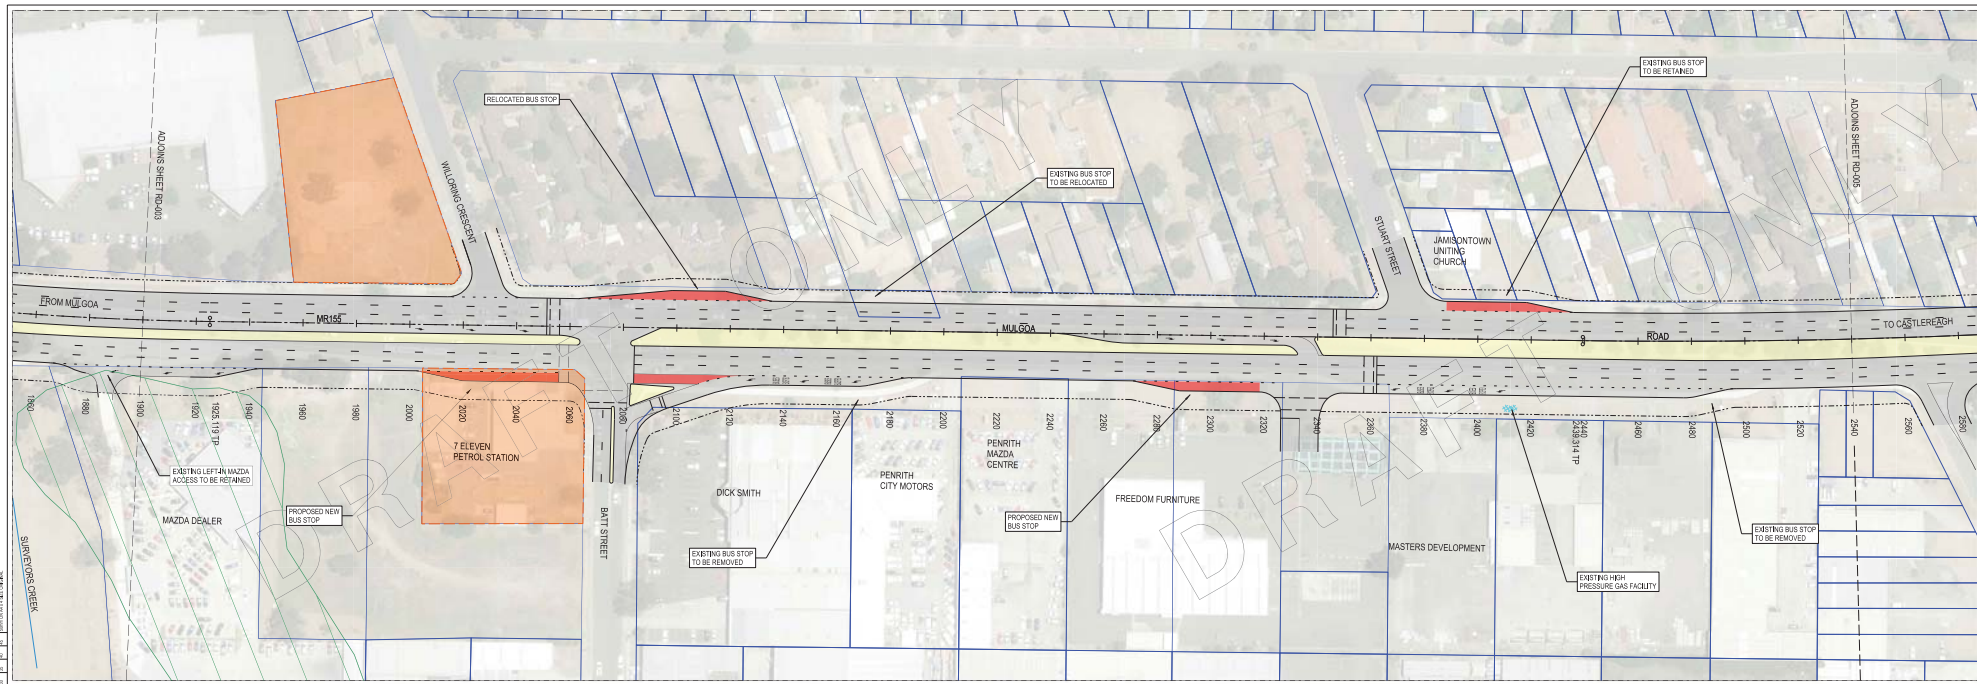 RELOCATED BUS STOP
EXISTING BUS STOP
TO BE RETAINED
ADJOINS SHEET RD-003
ADJOINS SHEET RD-005
WILLORING CRESCENT
EXISTING BUS STOP
TO BE RELOCATED
STUART STREET
JAMISONTOWN
UNITING
CHURCH
ONLY
ONLY
FROM MULGOA
MR155
MULGOA
ROAD
TO CASTLEREAGH
1860
1880
1900
1920
1925.119 TP
1940
1960
1980
2000
2020
2040
2060
2080
2100
2120
2140
2160
2180
2200
2220
2240
2260
2280
2300
2320
2340
2360
2380
2400
2420
2440
2439.314 TP
2460
2480
2500
2520
2540
2560
2580
DRAFT
DRAFT
7 ELEVEN
PETROL STATION
EXISTING LEFT-IN MAZDA
ACCESS TO BE RETAINED
MAZDA DEALER
PROPOSED NEW
BUS STOP
SURVEYORS CREEK
BATT STREET
DICK SMITH
EXISTING BUS STOP
TO BE REMOVED
PENRITH
CITY MOTORS
PENRITH
MAZDA
CENTRE
PROPOSED NEW
BUS STOP
FREEDOM FURNITURE
MASTERS DEVELOPMENT
EXISTING HIGH
PRESSURE GAS FACILITY
EXISTING BUS STOP
TO BE REMOVED